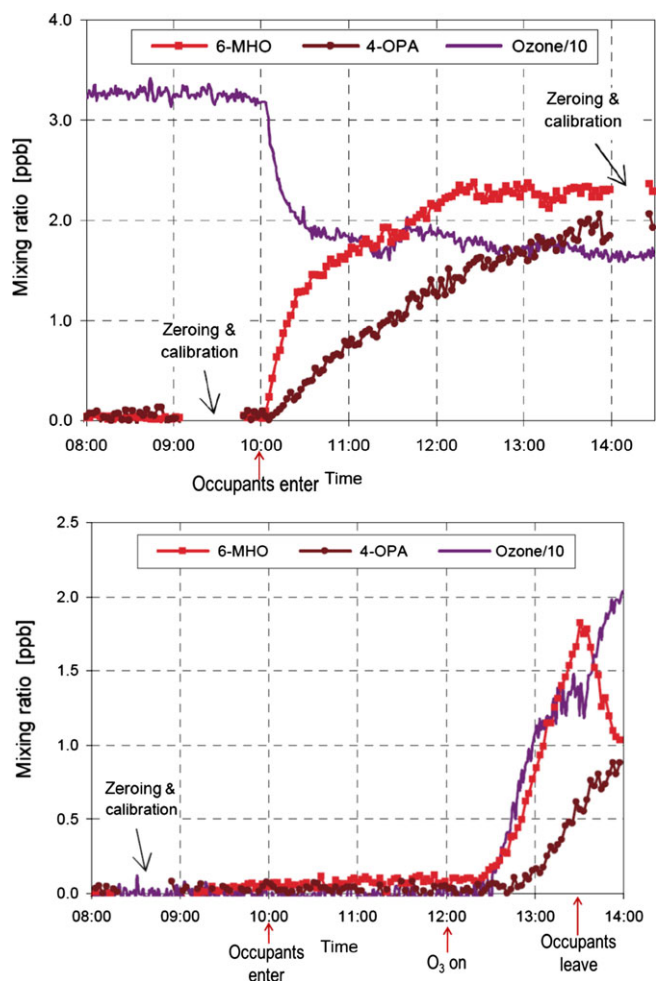 4.0
6-MHO 4-OPA Ozone/10
Zeroing &
calibration
3.0
Mixing ratio [ppb]
2.0
Zeroing &
calibration
1.0
0.0
08:00 09:00 10:00 11:00 12:00 13:00 14:00
Occupants enter Time
2.5
6-MHO 4-OPA Ozone/10
2.0
Mixing ratio [ppb]
1.5
1.0
Zeroing &
calibration
0.5
0.0
08:00 09:00 10:00 11:00 12:00 13:00 14:00
Occupants
enter
Time
O₃ on
Occupants
leave